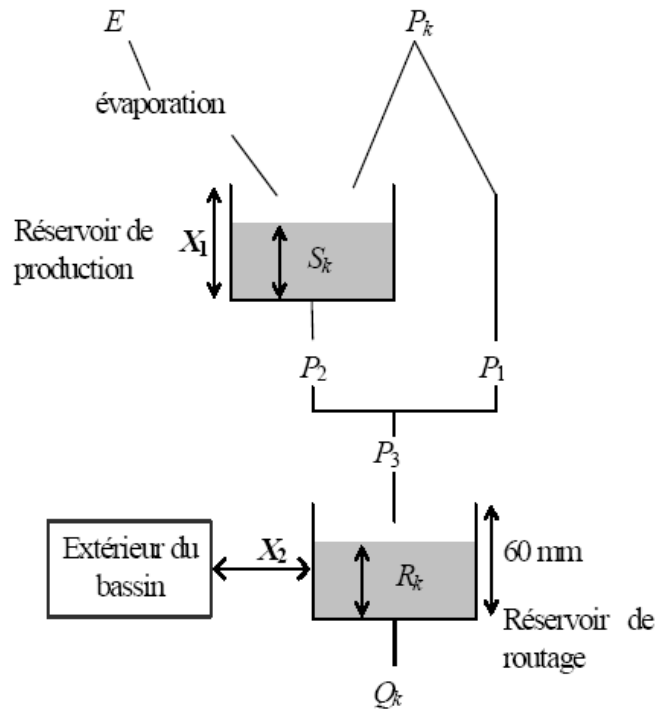 E
P_k
évaporation
Réservoir de
production
X_1
S_k
P_2
P_1
P_3
Extérieur du
bassin
X_2
R_k
60 mm
Réservoir de
routage
Q_k